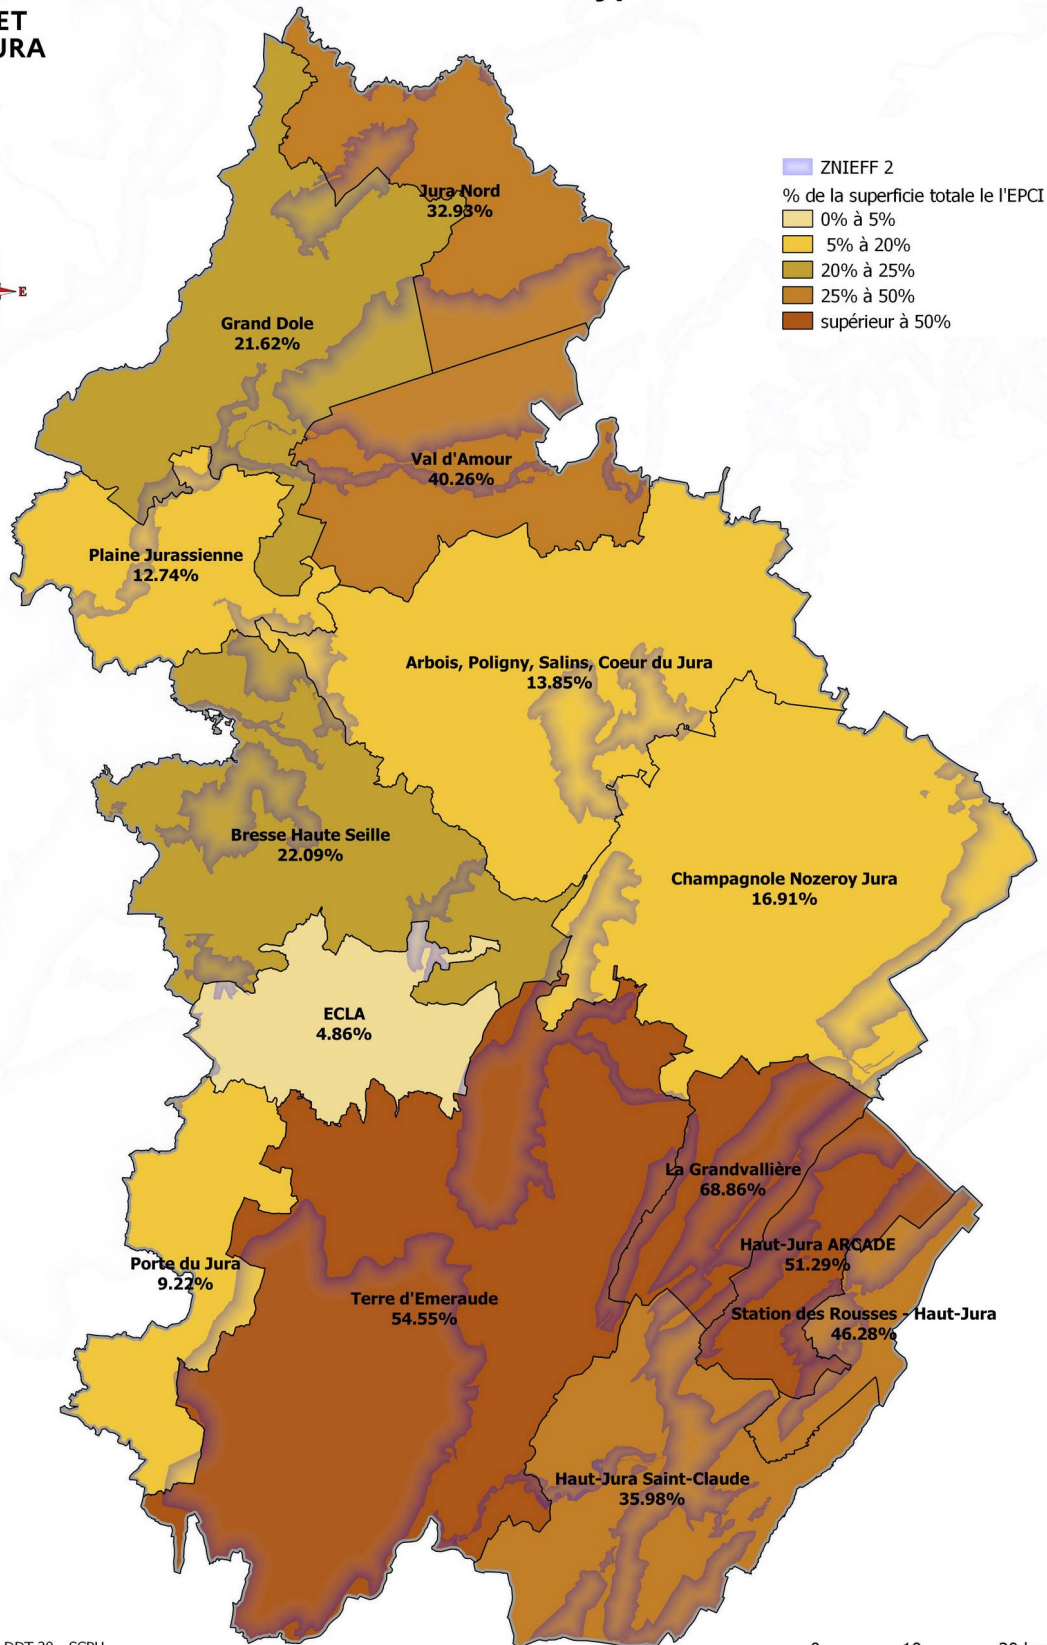 ET
URA
E
ZNIEFF 2
% de la superficie totale le l'EPCI
0% à 5%
5% à 20%
20% à 25%
25% à 50%
supérieur à 50%
Jura Nord
32.93%
Grand Dole
21.62%
Val d'Amour
40.26%
Plaine Jurassienne
12.74%
Arbois, Poligny, Salins, Coeur du Jura
13.85%
Bresse Haute Seille
22.09%
Champagnole Nozeroy Jura
16.91%
ECLA
4.86%
La Grandvallière
68.86%
Haut-Jura ARCADE
51.29%
Porte du Jura
9.22%
Terre d'Emeraude
54.55%
Station des Rousses - Haut-Jura
46.28%
Haut-Jura Saint-Claude
35.98%